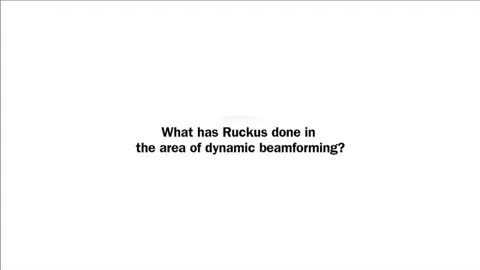 What has Ruckus done in
the area of dynamic beamforming?